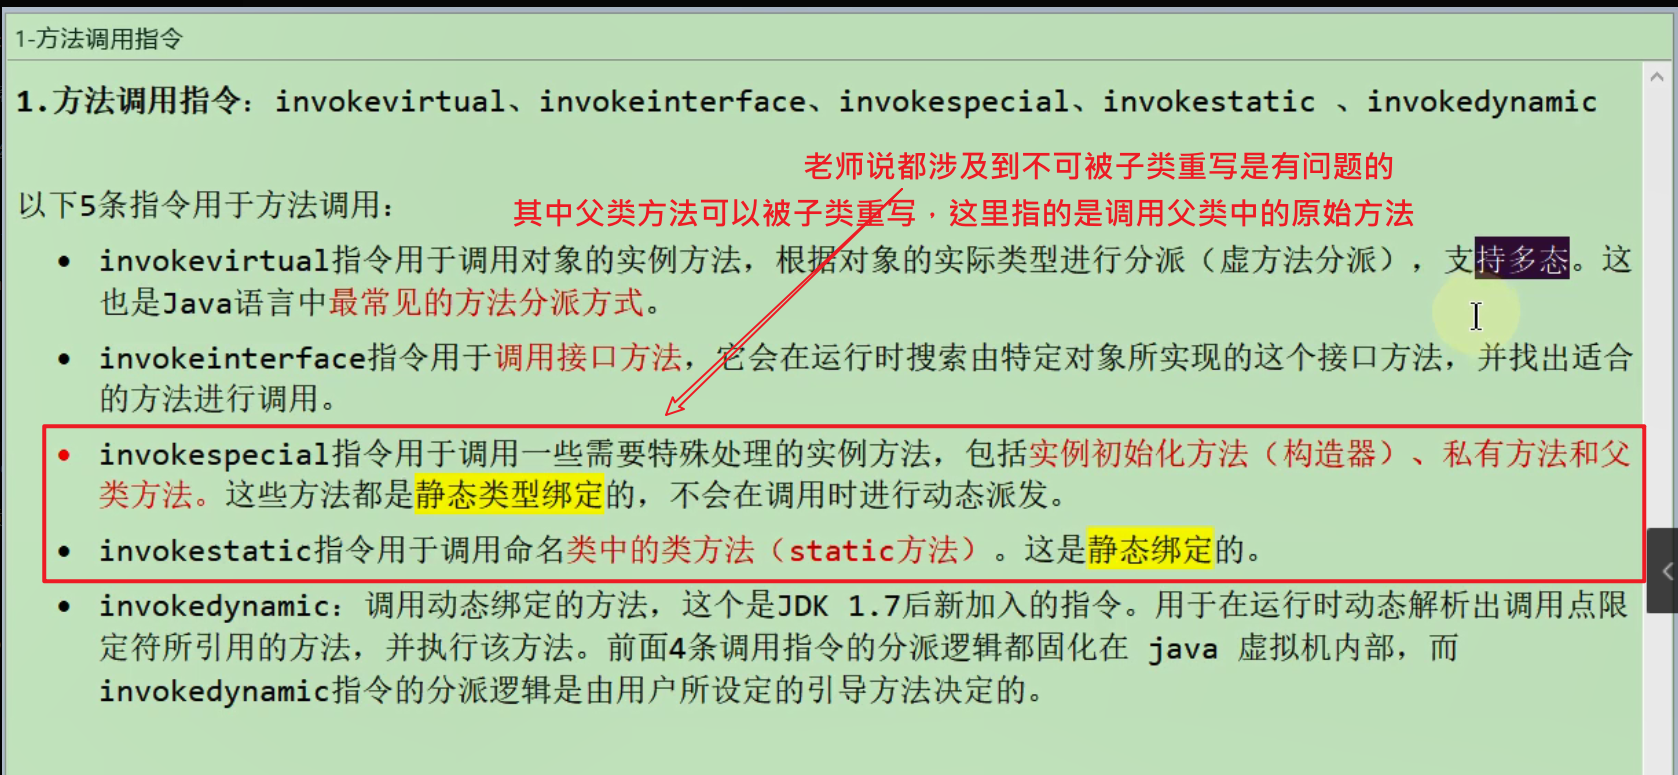 1-方法调用指令
1.方法调用指令：invokevirtual、invokeinterface、invokespecial、invokestatic 、invokedynamic
老师说都涉及到不可被子类重写是有问题的
以下5条指令用于方法调用：
其中父类方法可以被子类重写，这里指的是调用父类中的原始方法
invokevirtual指令用于调用对象的实例方法，根据对象的实际类型进行分派（虚方法分派），支持多态。这
也是Java语言中最常见的方法分派方式。
invokeinterface指令用于调用接口方法，它会在运行时搜索由特定对象所实现的这个接口方法，并找出适合
的方法进行调用。
invokespecial指令用于调用一些需要特殊处理的实例方法，包括实例初始化方法（构造器）、私有方法和父
类方法。这些方法都是静态类型绑定的，不会在调用时进行动态派发。
invokestatic指令用于调用命名类中的类方法（static方法）。这是静态绑定的。
invokedynamic：调用动态绑定的方法，这个是JDK 1.7后新加入的指令。用于在运行时动态解析出调用点限
定符所引用的方法，并执行该方法。前面4条调用指令的分派逻辑都固化在 java 虚拟机内部，而
invokedynamic指令的分派逻辑是由用户所设定的引导方法决定的。